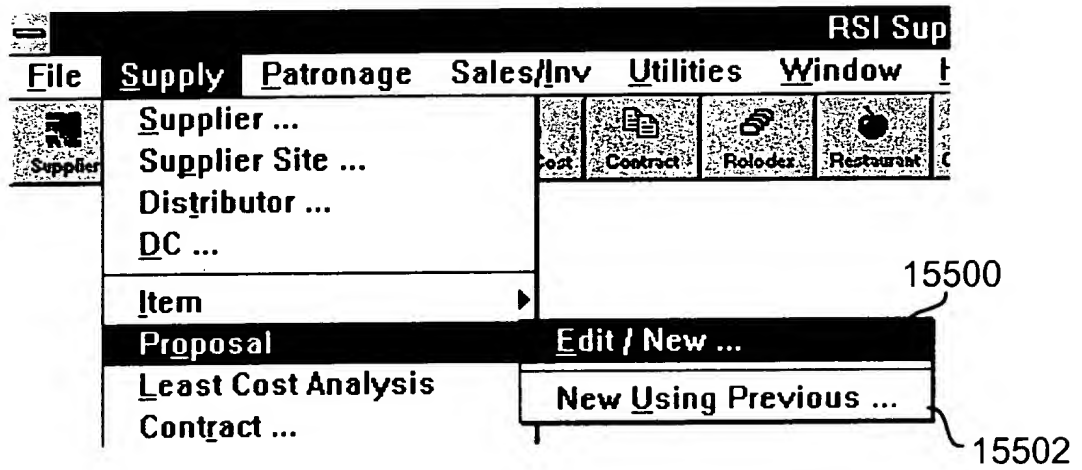 RSI Sup
File Supply Patronage Sales/Inv Utilities Window
Supplier Cost Contract Rolodex Restaurant
Supplier ...
Supplier Site ...
Distributor ...
DC ...
Item
Proposal
Least Cost Analysis
Contract ...
15500
Edit / New ...
New Using Previous ...
15502